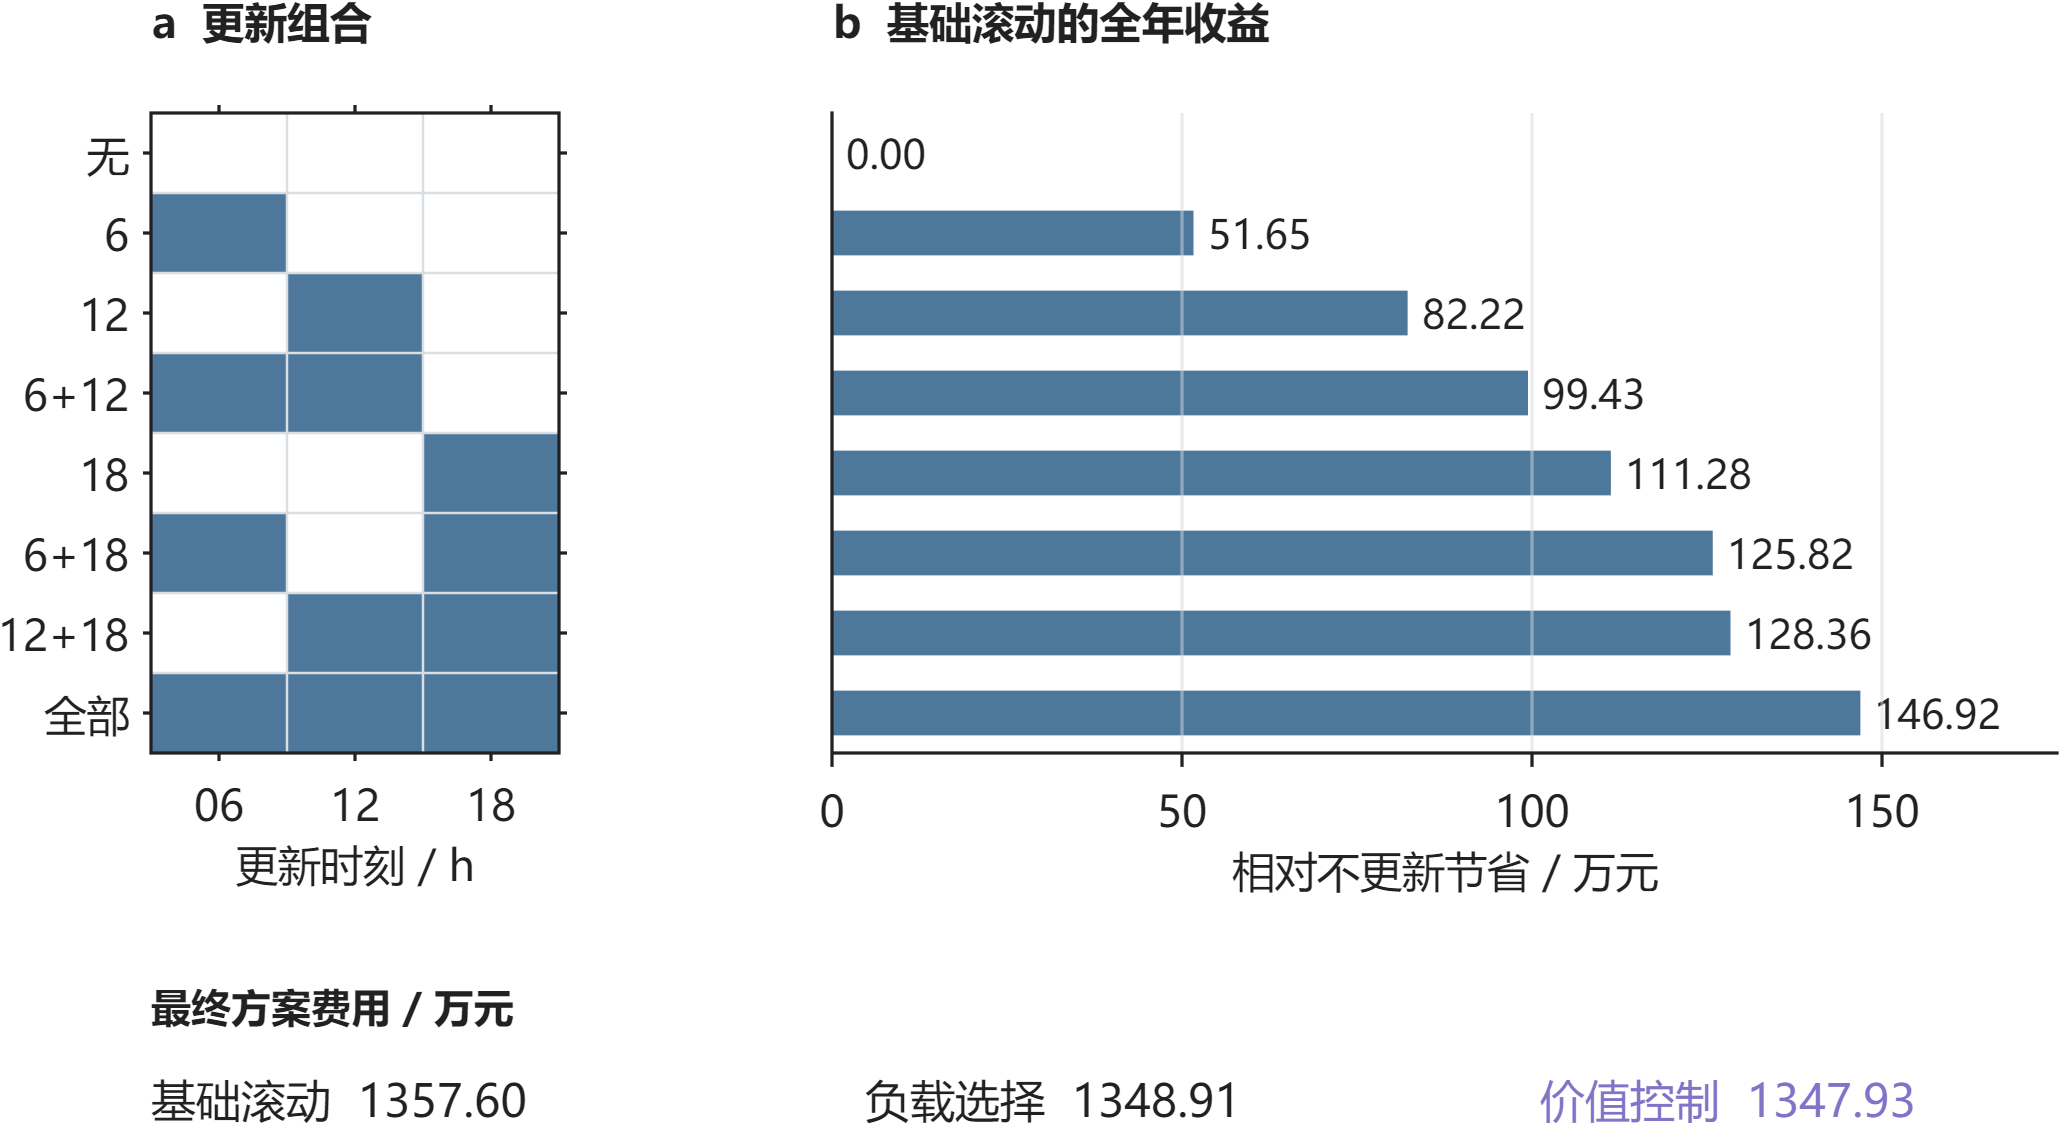 a 更新组合
无
6
12
6+12
18
6+18
12+18
全部
06 12 18
更新时刻 / h
b 基础滚动的全年收益
0.00
51.65
82.22
99.43
111.28
125.82
128.36
146.92
0 50 100 150
相对不更新节省 / 万元
最终方案费用 / 万元
基础滚动 1357.60
负载选择 1348.91
价值控制 1347.93